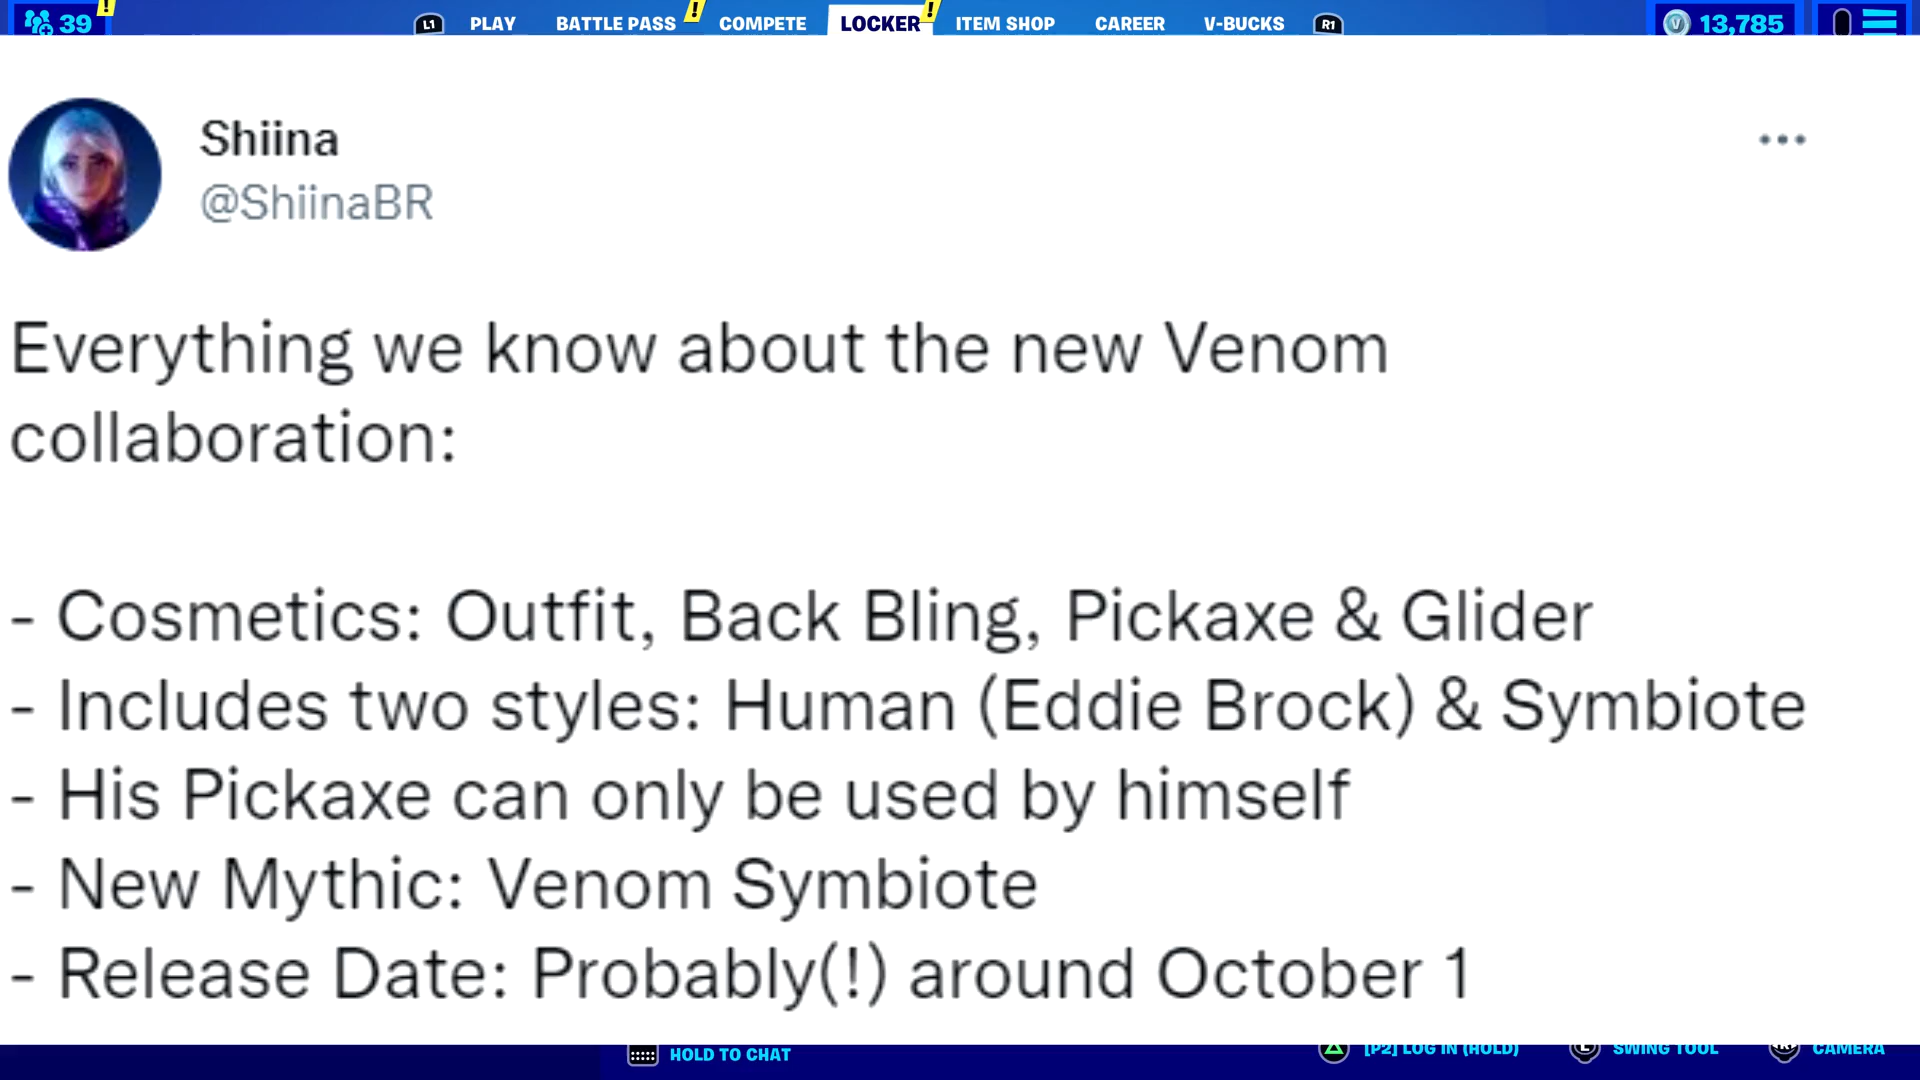 39 ! L1 PLAY BATTLE PASS ! COMPETE LOCKER ! ITEM SHOP CAREER V-BUCKS R1 V 13,785
Shiina
@ShiinaBR
Everything we know about the new Venom
collaboration:
- Cosmetics: Outfit, Back Bling, Pickaxe & Glider
- Includes two styles: Human (Eddie Brock) & Symbiote
- His Pickaxe can only be used by himself
- New Mythic: Venom Symbiote
- Release Date: Probably(!) around October 1
HOLD TO CHAT [P2] LOG IN (HOLD) L SWING TOOL CAMERA